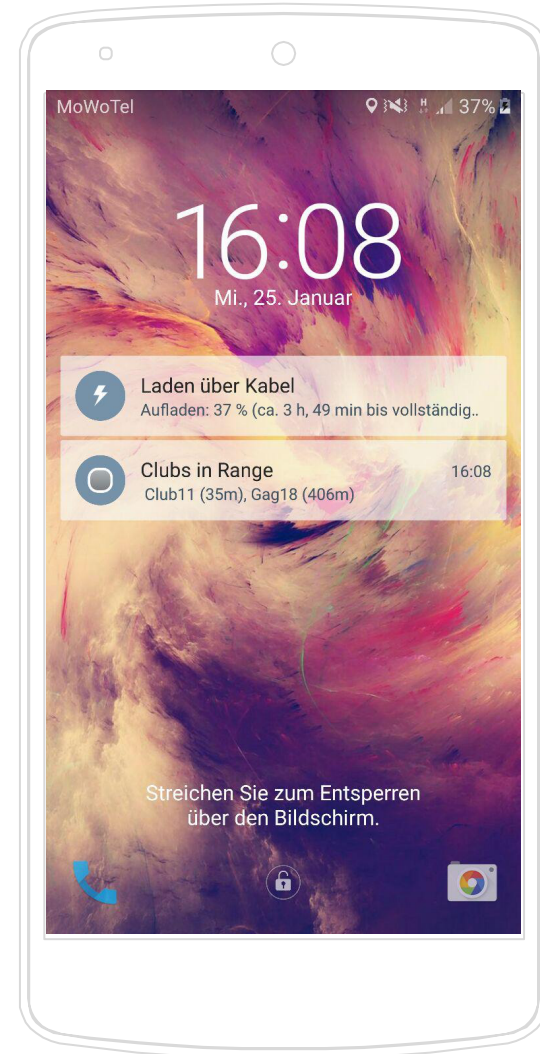 MoWoTel H 37%
16:08
Mi., 25. Januar
Laden über Kabel
Aufladen: 37 % (ca. 3 h, 49 min bis vollständig..
Clubs in Range 16:08
Club11 (35m), Gag18 (406m)
Streichen Sie zum Entsperren
über den Bildschirm.